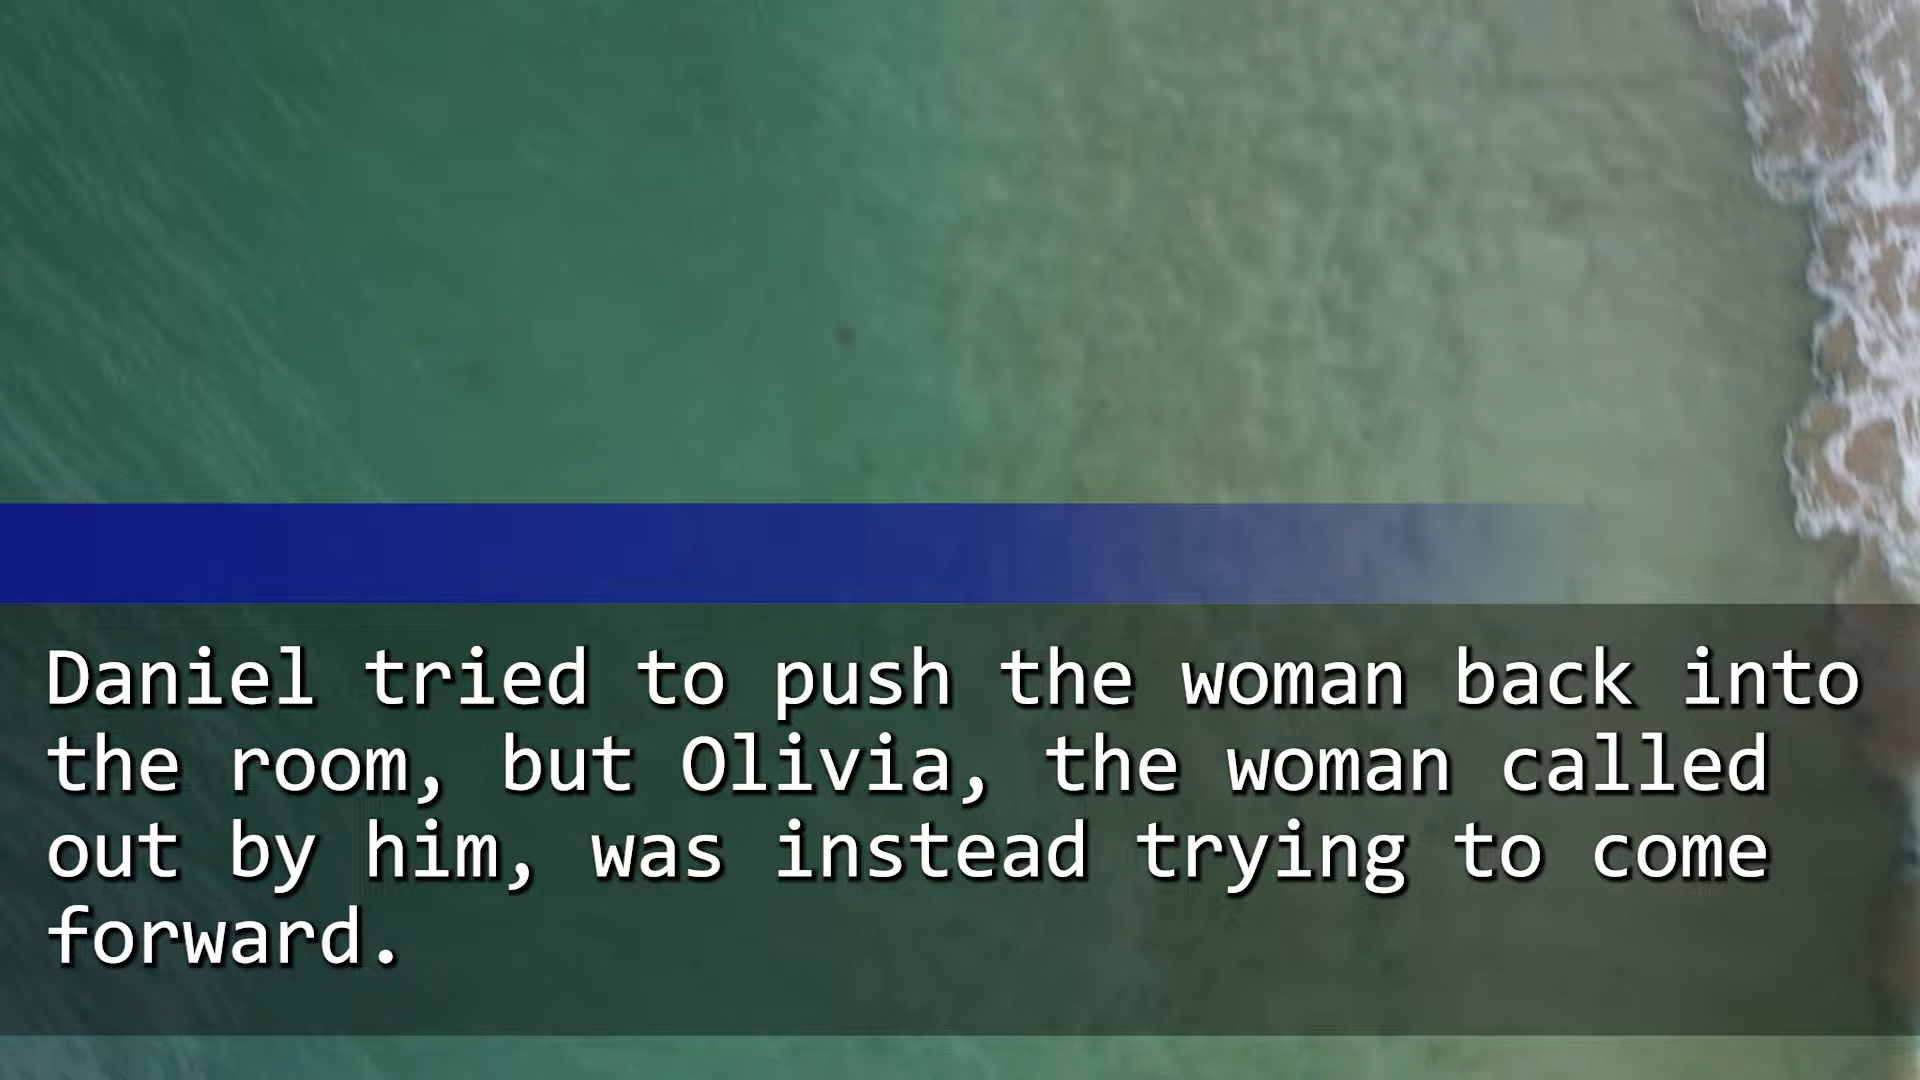 Daniel tried to push the woman back into
the room, but Olivia, the woman called
out by him, was instead trying to come
forward.